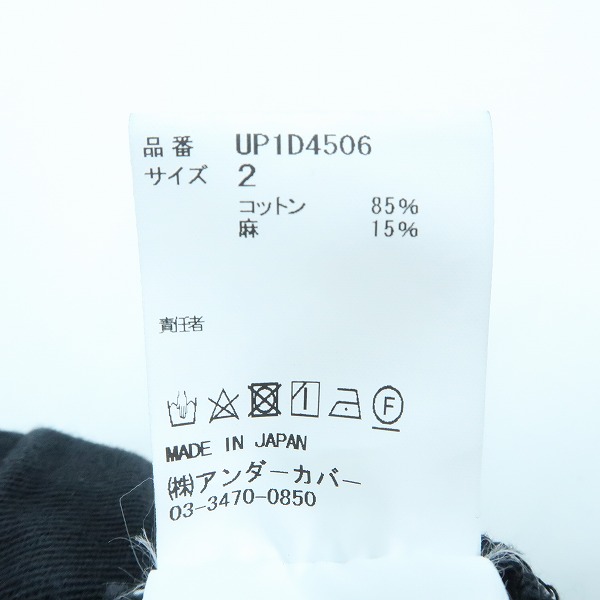 品番 UP1D4506
サイズ 2
コットン 85%
麻 15%
責任者
F
MADE IN JAPAN
㈱アンダーカバー
03-3470-0850